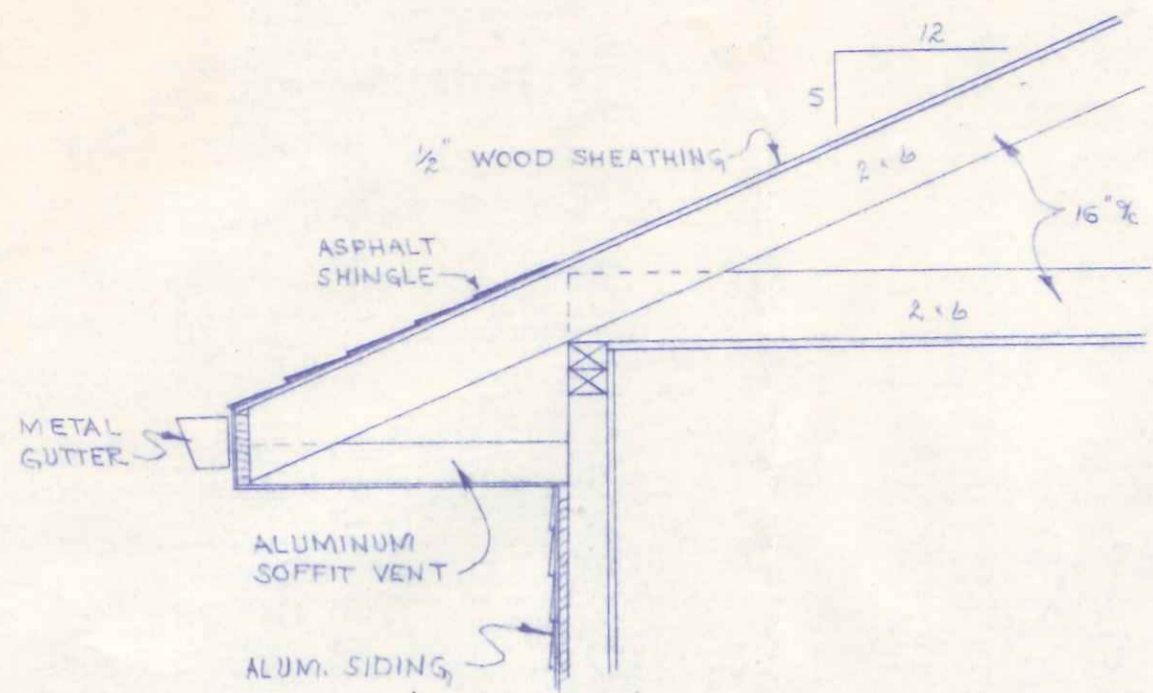 12
5
½" WOOD SHEATHING
2 × 6
16" o/c
ASPHALT
SHINGLE
2 × 6
METAL
GUTTER
ALUMINUM
SOFFIT VENT
ALUM. SIDING